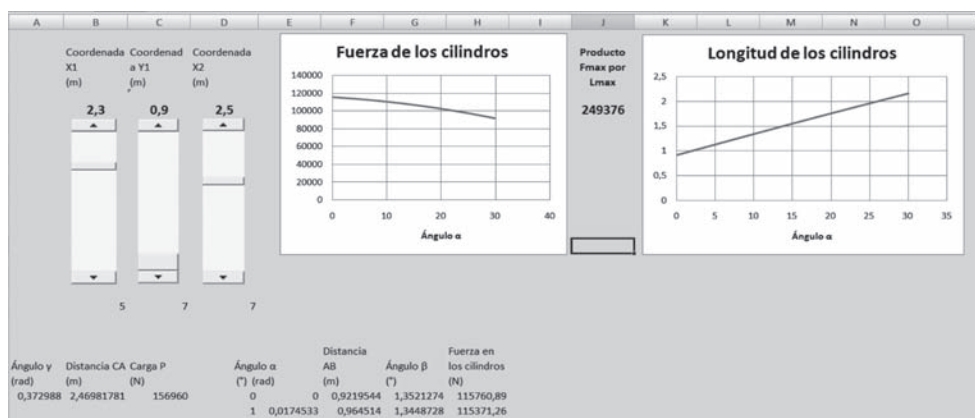 A B C D E F G H I J K L M N O
Coordenada Coordenad Coordenada
X1 a Y1 X2
(m) (m) (m)
2,3 0,9 2,5
5 7 7
Fuerza de los cilindros
140000
120000
100000
80000
60000
40000
20000
0
0 10 20 30 40
Ángulo α
Producto
Fmax por
Lmax
249376
Longitud de los cilindros
2,5
2
1,5
1
0,5
0
0 5 10 15 20 25 30 35
Ángulo α
Distancia Fuerza en
Ángulo γ Distancia CA Carga P Ángulo α AB Ángulo β los cilindros
(rad) (m) (N) (°) (rad) (m) (°) (N)
0,372988 2,46981781 156960 0 0 0,9219544 1,3521274 115760,89
1 0,0174533 0,964514 1,3448728 115371,26